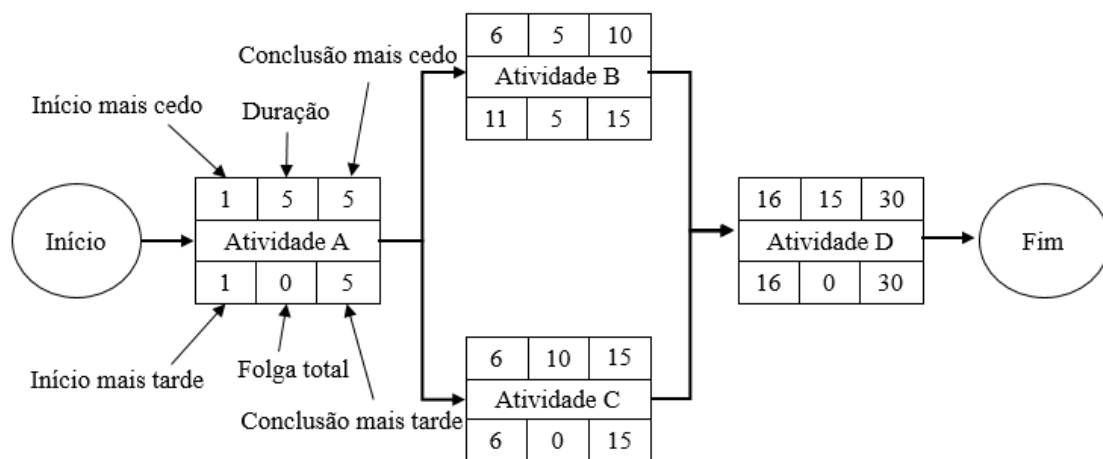 6 5 10
Conclusão mais cedo
Atividade B
Início mais cedo
Duração
11 5 15
1 5 5
16 15 30
Início
Atividade A
Atividade D
Fim
1 0 5
16 0 30
Início mais tarde
Folga total
6 10 15
Atividade C
Conclusão mais tarde
6 0 15